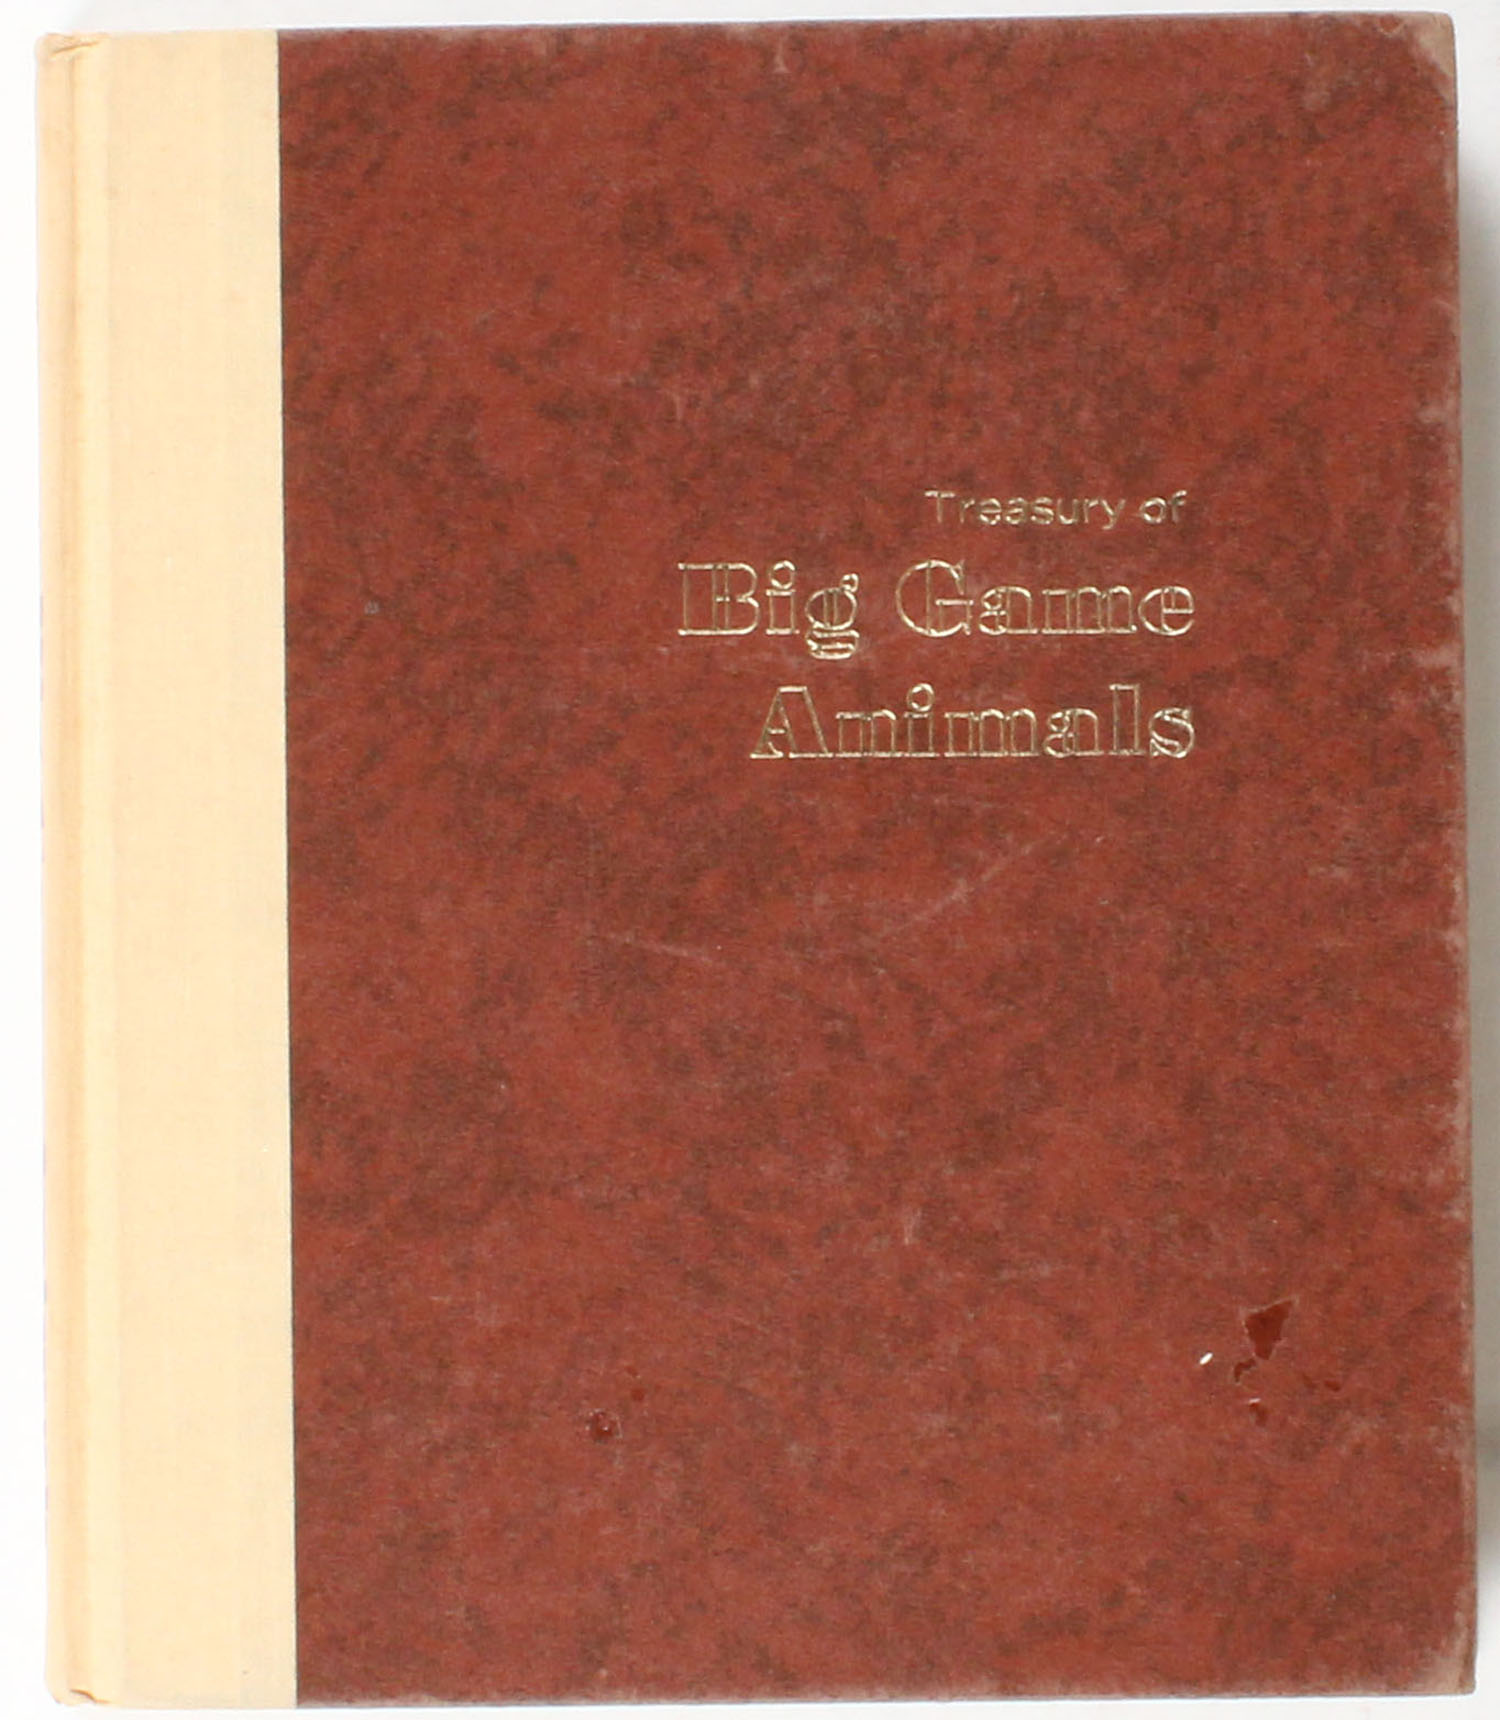 Treasury of
Big Game
Animals